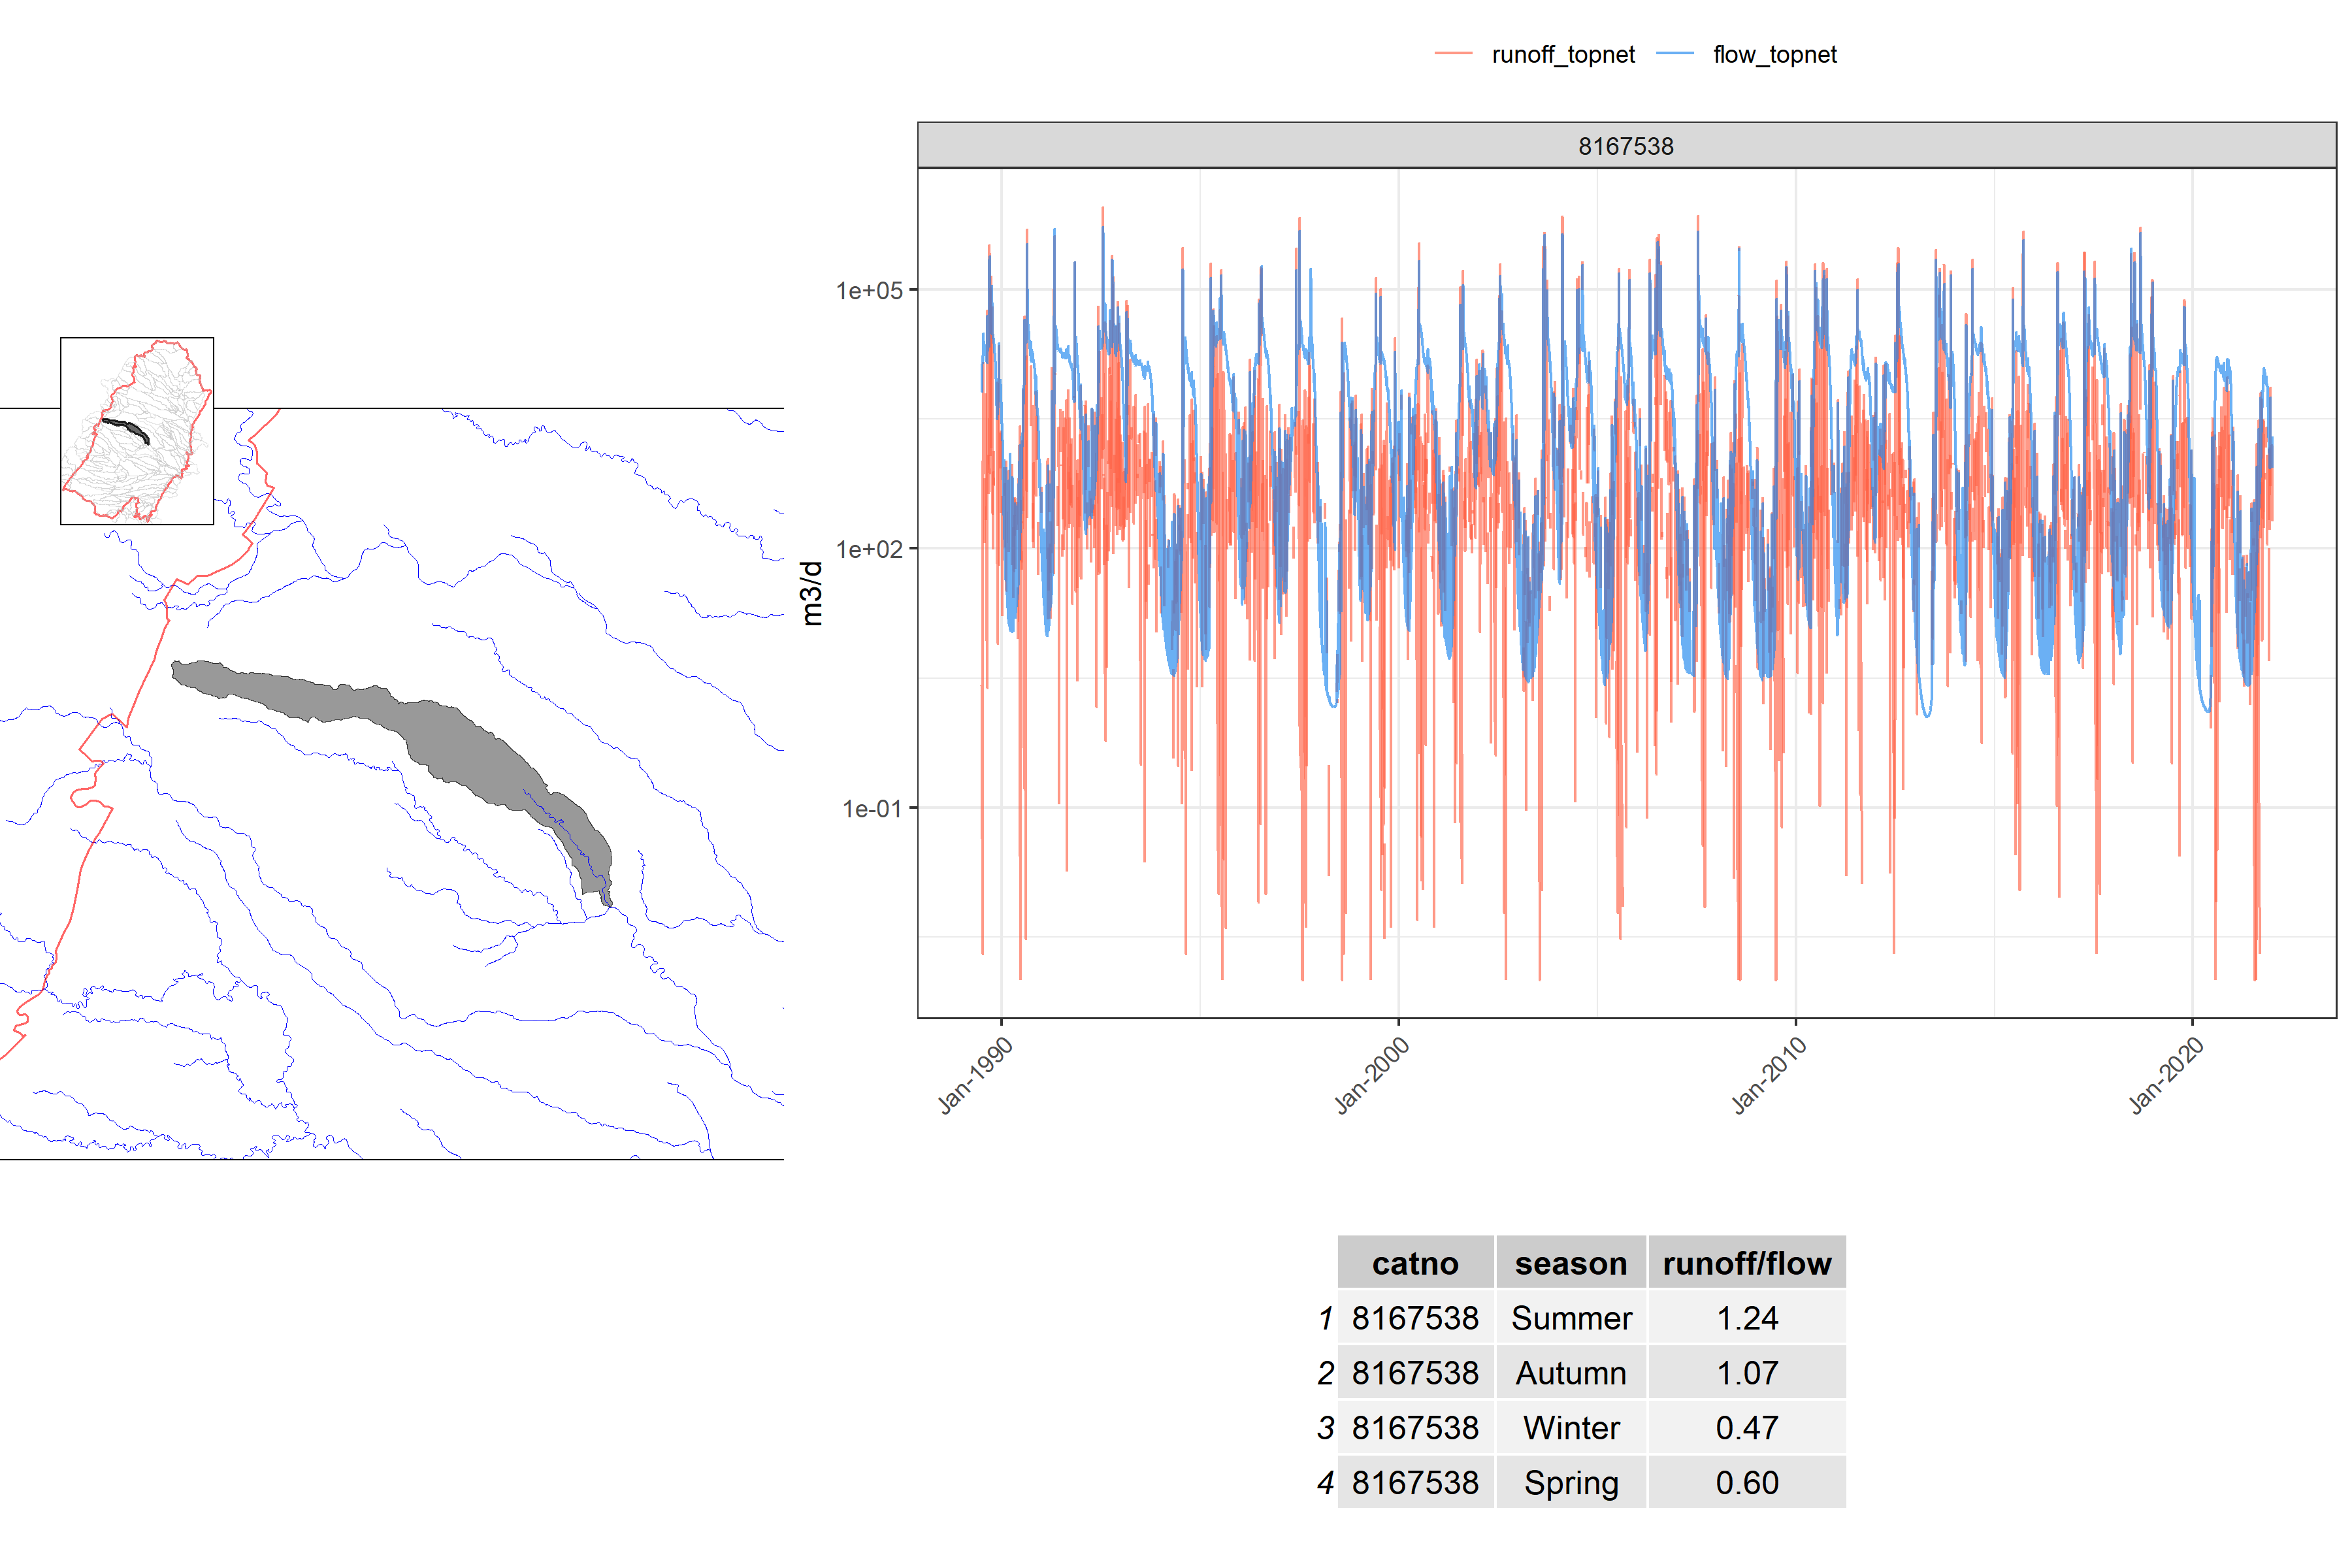 runoff_topnet flow_topnet
8167538
m3/d
1e+05
1e+02
1e-01
Jan-1990 Jan-2000 Jan-2010 Jan-2020
catno season runoff/flow
1 8167538 Summer 1.24
2 8167538 Autumn 1.07
3 8167538 Winter 0.47
4 8167538 Spring 0.60